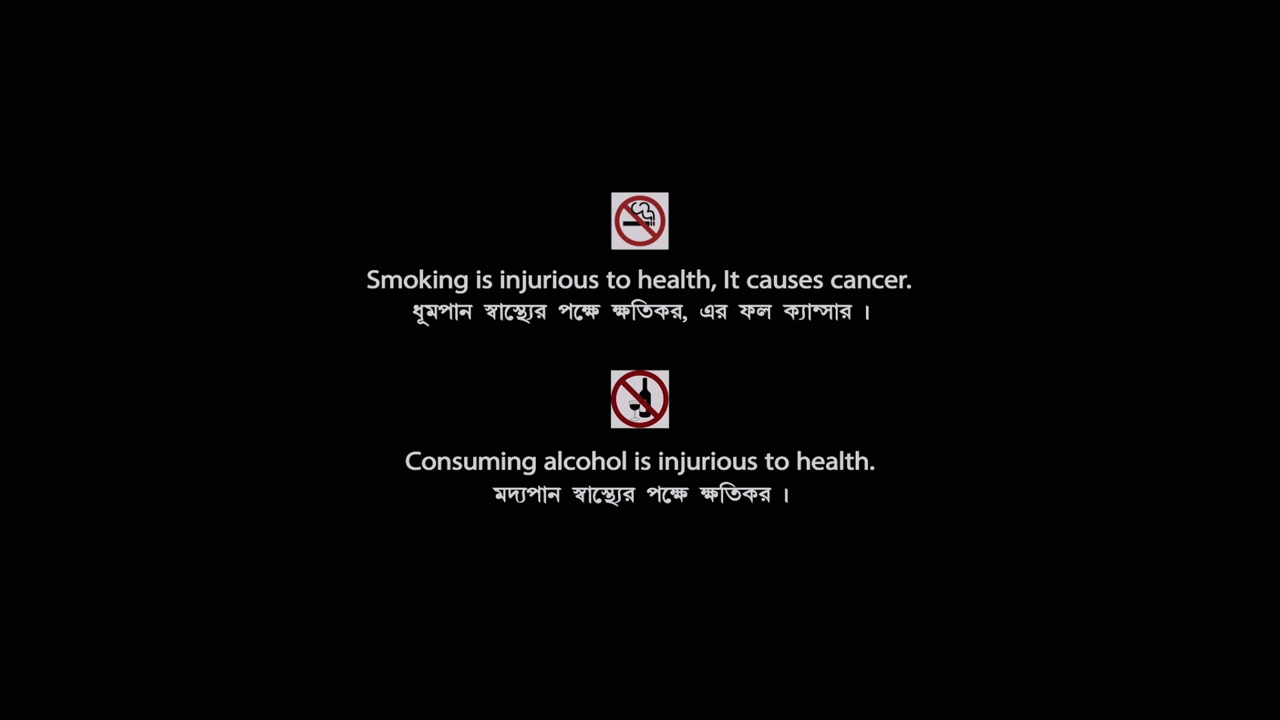 Smoking is injurious to health, It causes cancer.
ধূমপান স্বাস্থ্যের পক্ষে ক্ষতিকর, এর ফল ক্যান্সার ।
Consuming alcohol is injurious to health.
মদ্যপান স্বাস্থ্যের পক্ষে ক্ষতিকর ।